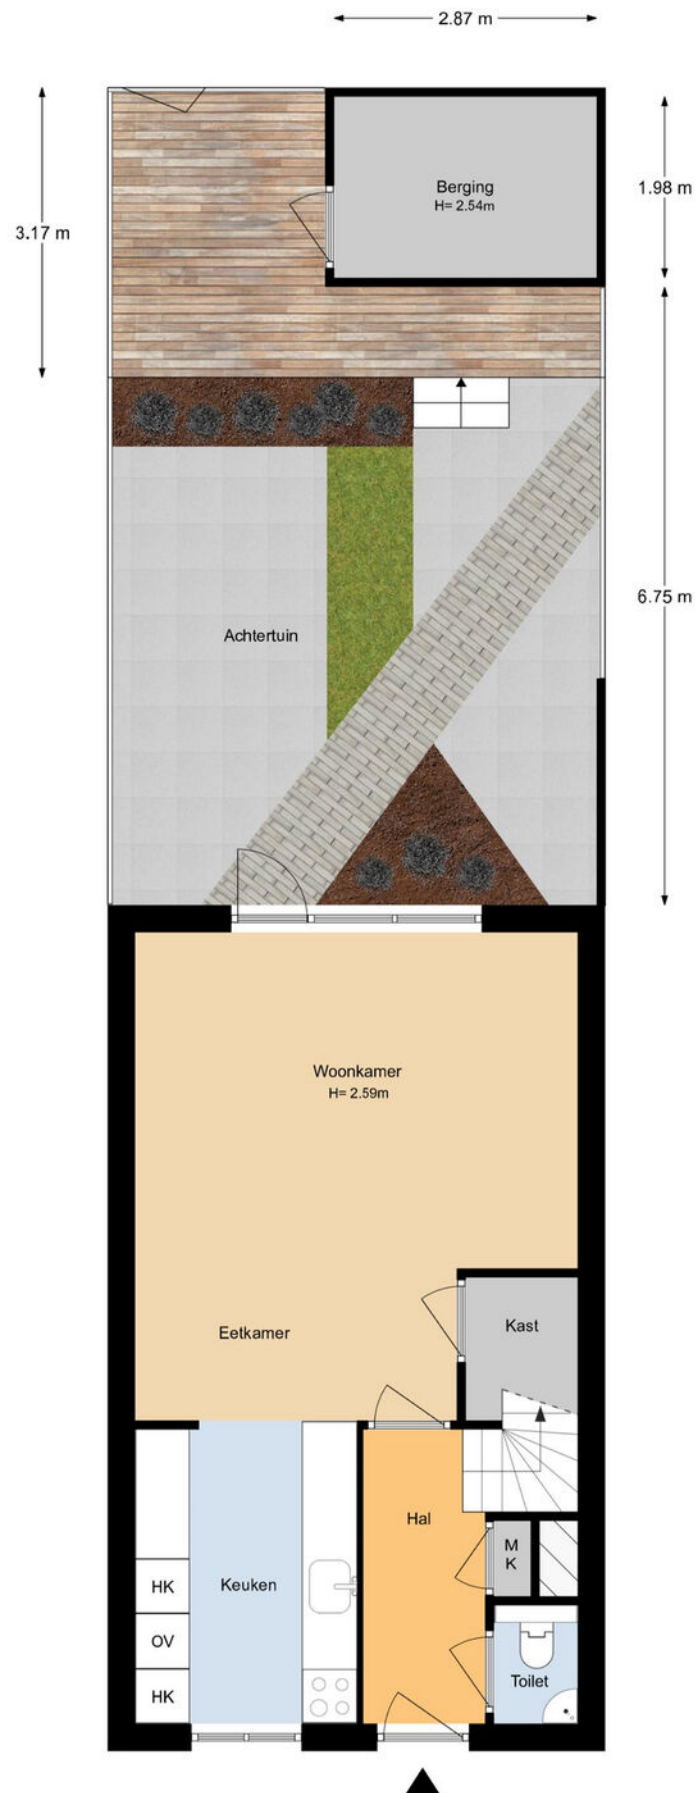 2.87 m
Berging
H= 2.54m
1.98 m
3.17 m
6.75 m
Achtertuin
Woonkamer
H= 2.59m
Eetkamer
Kast
Hal
M
K
HK
Keuken
OV
HK
Toilet